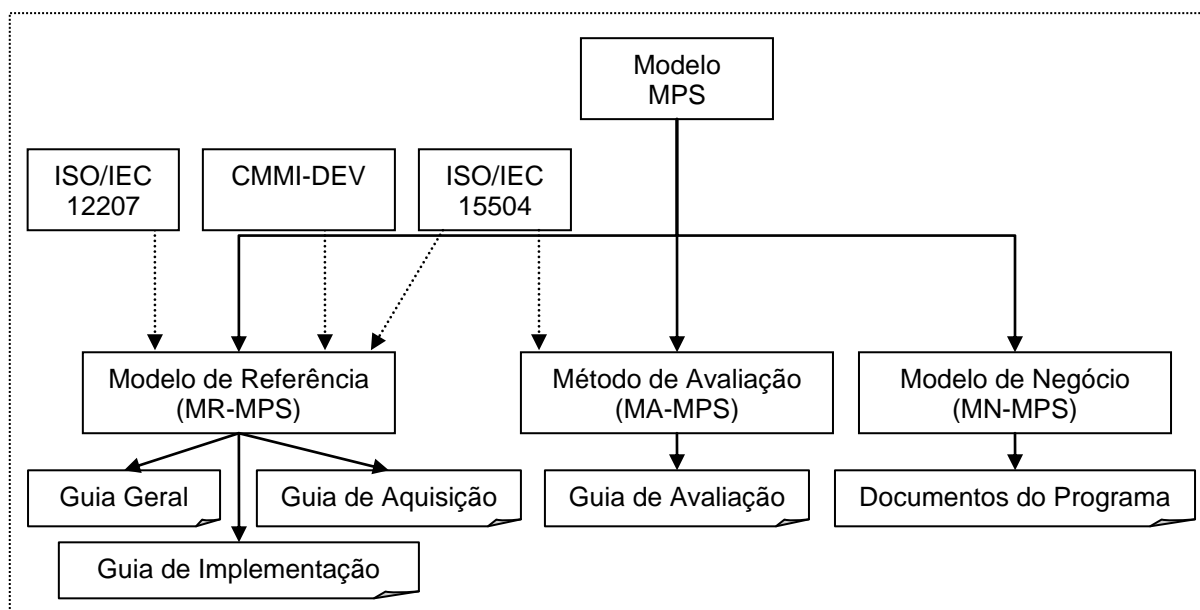 Modelo
MPS
ISO/IEC
12207
CMMI-DEV
ISO/IEC
15504
Modelo de Referência
(MR-MPS)
Método de Avaliação
(MA-MPS)
Modelo de Negócio
(MN-MPS)
Guia Geral
Guia de Aquisição
Guia de Avaliação
Documentos do Programa
Guia de Implementação